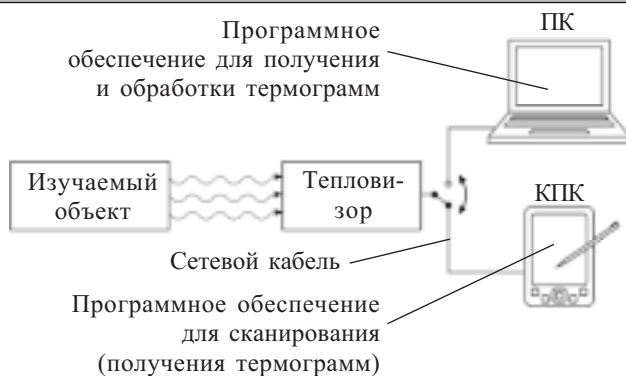 Программное
обеспечение для получения
и обработки термограмм
ПК
Изучаемый
объект
Теплови-
зор
КПК
Сетевой кабель
Программное обеспечение
для сканирования
(получения термограмм)